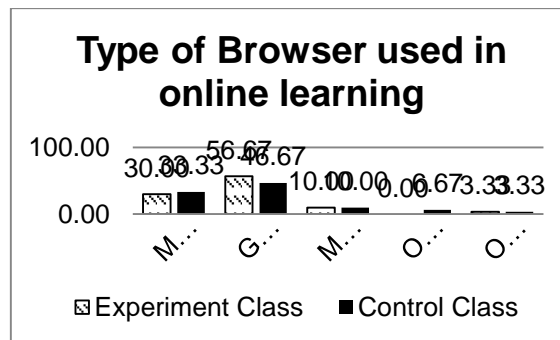 Type of Browser used in
online learning
100.00
0.00
30.00 33.33 56.67 46.67 10.00 10.00 0.00 6.67 3.33 3.33
M... G... M... O... O...
Experiment Class Control Class